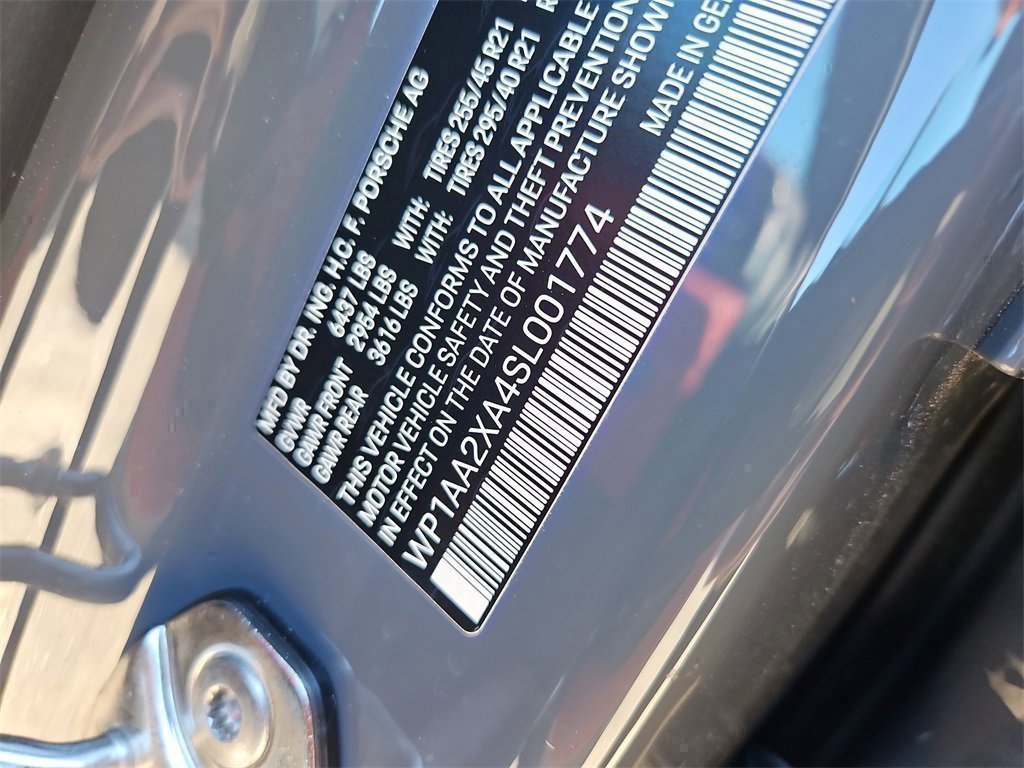 MFD BY DR. ING. H.C. F. PORSCHE AG
GVWR 6437 LBS
GAWR FRONT 2954 LBS WITH: TIRES 255/45 R21
GAWR REAR 3616 LBS WITH: TIRES 295/40 R21
THIS VEHICLE CONFORMS TO ALL APPLICABLE
MOTOR VEHICLE SAFETY AND THEFT PREVENTION
IN EFFECT ON THE DATE OF MANUFACTURE SHOWN
WP1AA2XA4SL001774 MADE IN GE